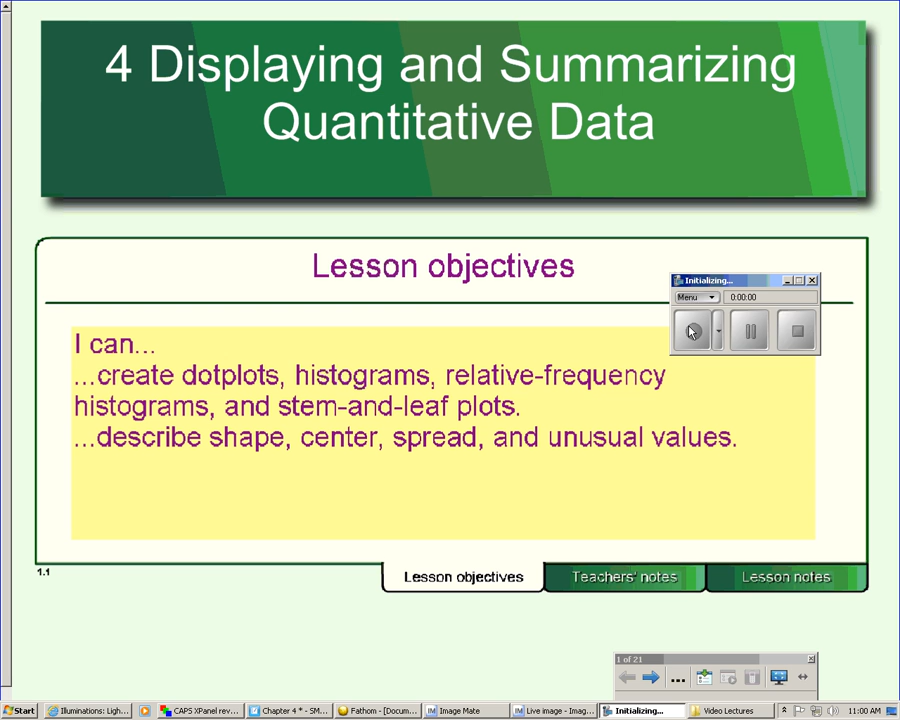 4 Displaying and Summarizing
Quantitative Data
Lesson objectives
Initializing...
Menu
0:00:00
I can...
...create dotplots, histograms, relative-frequency
histograms, and stem-and-leaf plots.
...describe shape, center, spread, and unusual values.
1.1
Lesson objectives
Teachers' notes
Lesson notes
1 of 21
Start
Illuminations: Ligh...
CAPS XPanel rev...
Chapter 4 * - SM...
Fathom - [Docum...
Image Mate
Live image - Imag...
Initializing...
Video Lectures
11:00 AM